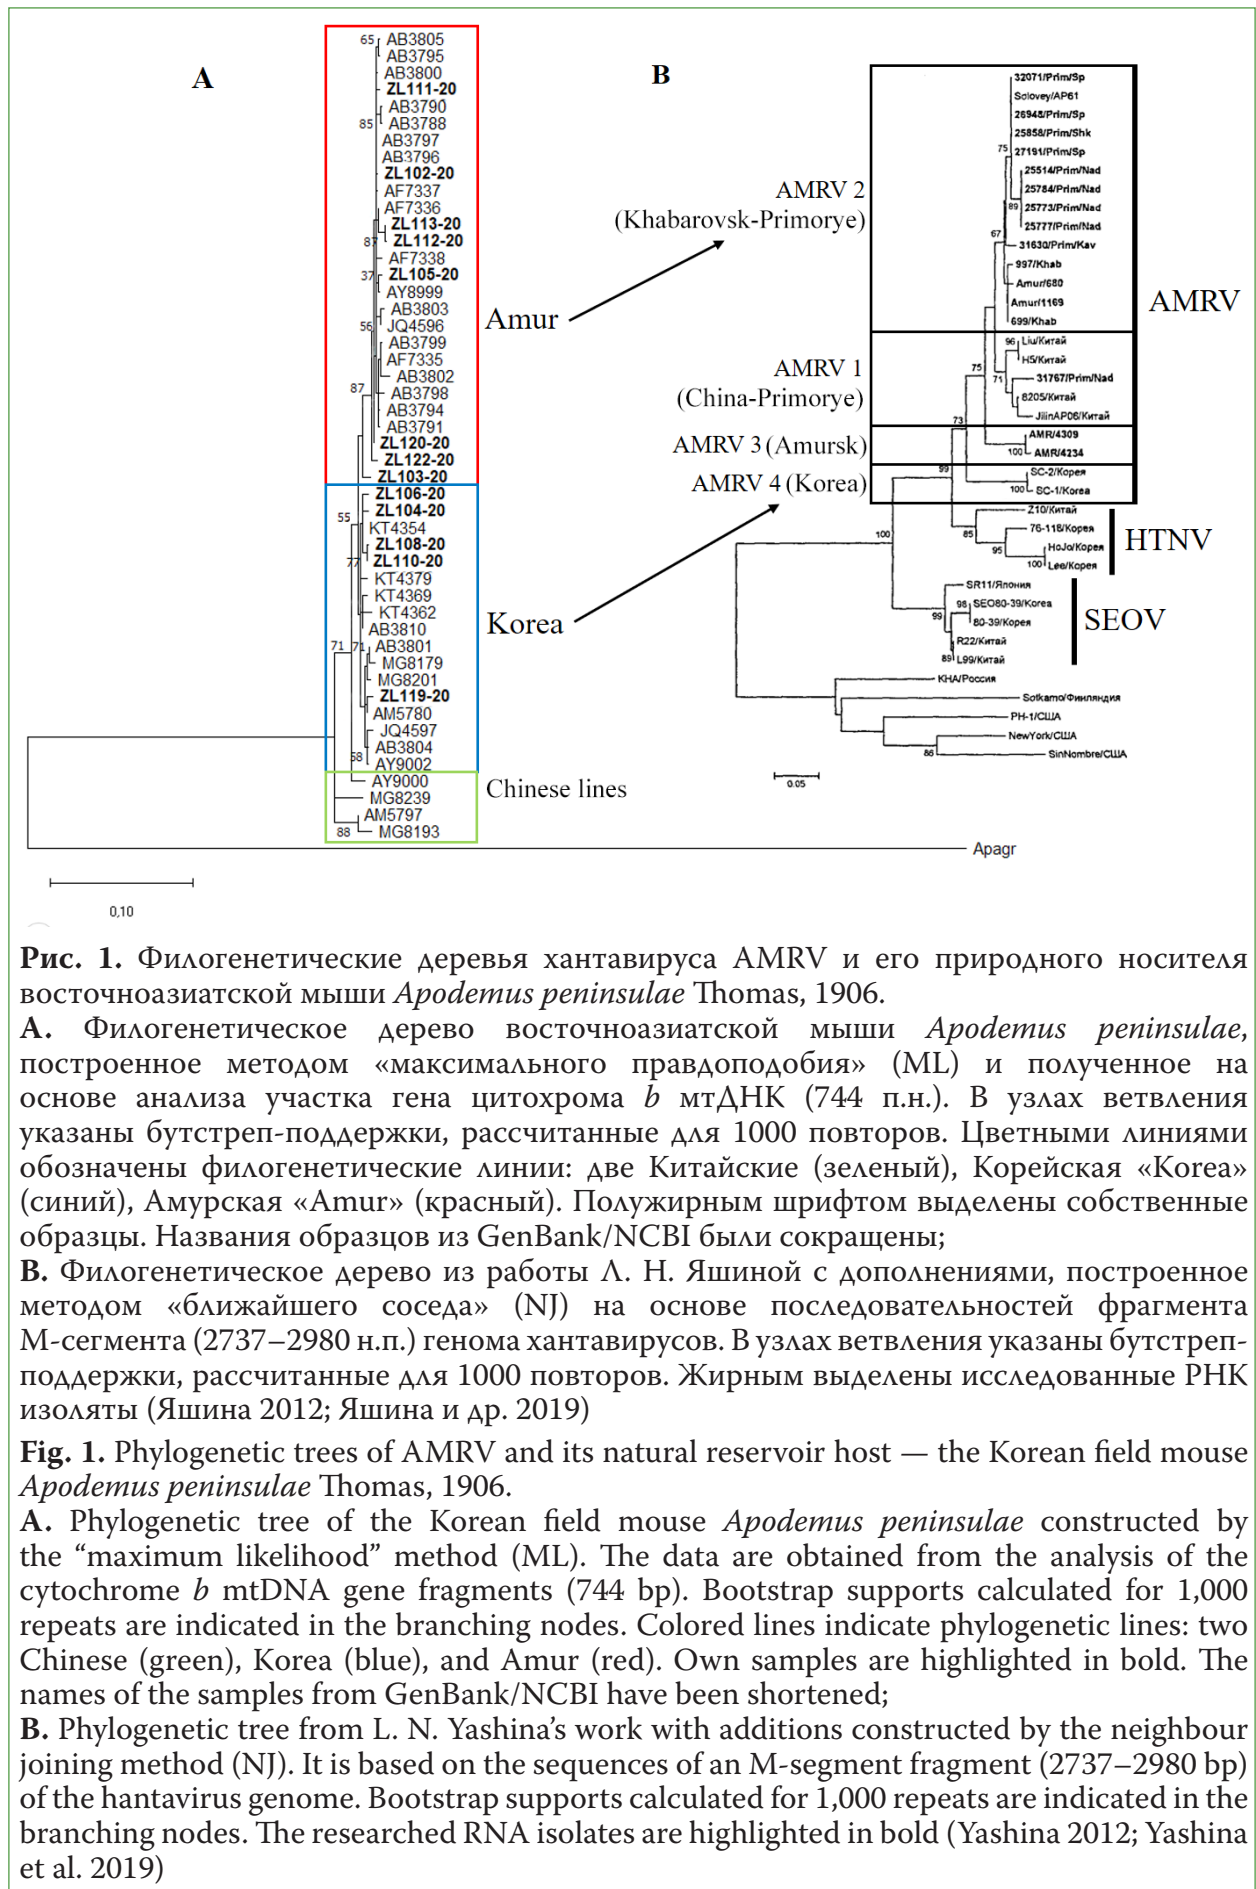 A
65
AB3805
AB3795
AB3800
ZL111-20
AB3790
85
AB3788
AB3797
AB3796
ZL102-20
AF7337
AF7336
ZL113-20
87
ZL112-20
AF7338
37
ZL105-20
AY8999
AB3803
56
JQ4596
AB3799
AF7335
AB3802
87
AB3798
AB3794
AB3791
ZL120-20
ZL122-20
ZL103-20
ZL106-20
ZL104-20
55
KT4354
ZL108-20
77
ZL110-20
KT4379
KT4369
KT4362
AB3810
71
71
AB3801
MG8179
MG8201
ZL119-20
AM5780
JQ4597
AB3804
58
AY9002
AY9000
MG8239
AM5797
88
MG8193
Apagr
0,10
Amur
Korea
Chinese lines
B
AMRV 2
(Khabarovsk-Primorye)
AMRV 1
(China-Primorye)
AMRV 3 (Amursk)
AMRV 4 (Korea)
32071/Prim/Sp
Solovey/AP61
26948/Prim/Sp
25858/Prim/Shk
75
27191/Prim/Sp
25514/Prim/Nad
25784/Prim/Nad
89
25773/Prim/Nad
25777/Prim/Nad
67
31630/Prim/Kav
997/Khab
Amur/680
Amur/1169
699/Khab
96
Liu/Китай
H5/Китай
75
71
31767/Prim/Nad
8205/Китай
JilinAP06/Китай
73
AMR/4309
100
AMR/4234
99
SC-2/Корея
100
SC-1/Korea
Z10/Китай
100
85
76-118/Корея
95
HoJo/Корея
100
Lee/Корея
SR11/Япония
98
SEO80-39/Korea
99
80-39/Корея
R22/Китай
89
L99/Китай
KHA/Россия
Sotkamo/Финляндия
PH-1/США
NewYork/США
86
SinNombre/США
0.05
AMRV
HTNV
SEOV
Рис. 1. Филогенетические деревья хантавируса AMRV и его природного носителя
восточноазиатской мыши Apodemus peninsulae Thomas, 1906.
A. Филогенетическое дерево восточноазиатской мыши Apodemus peninsulae,
построенное методом «максимального правдоподобия» (ML) и полученное на
основе анализа участка гена цитохрома b мтДНК (744 п.н.). В узлах ветвления
указаны бутстреп-поддержки, рассчитанные для 1000 повторов. Цветными линиями
обозначены филогенетические линии: две Китайские (зеленый), Корейская «Korea»
(синий), Амурская «Amur» (красный). Полужирным шрифтом выделены собственные
образцы. Названия образцов из GenBank/NCBI были сокращены;
B. Филогенетическое дерево из работы Л. Н. Яшиной с дополнениями, построенное
методом «ближайшего соседа» (NJ) на основе последовательностей фрагмента
М-сегмента (2737–2980 н.п.) генома хантавирусов. В узлах ветвления указаны бутстреп-
поддержки, рассчитанные для 1000 повторов. Жирным выделены исследованные РНК
изоляты (Яшина 2012; Яшина и др. 2019)
Fig. 1. Phylogenetic trees of AMRV and its natural reservoir host — the Korean field mouse
Apodemus peninsulae Thomas, 1906.
A. Phylogenetic tree of the Korean field mouse Apodemus peninsulae constructed by
the “maximum likelihood” method (ML). The data are obtained from the analysis of the
cytochrome b mtDNA gene fragments (744 bp). Bootstrap supports calculated for 1,000
repeats are indicated in the branching nodes. Colored lines indicate phylogenetic lines: two
Chinese (green), Korea (blue), and Amur (red). Own samples are highlighted in bold. The
names of the samples from GenBank/NCBI have been shortened;
B. Phylogenetic tree from L. N. Yashina’s work with additions constructed by the neighbour
joining method (NJ). It is based on the sequences of an M-segment fragment (2737–2980 bp)
of the hantavirus genome. Bootstrap supports calculated for 1,000 repeats are indicated in the
branching nodes. The researched RNA isolates are highlighted in bold (Yashina 2012; Yashina
et al. 2019)